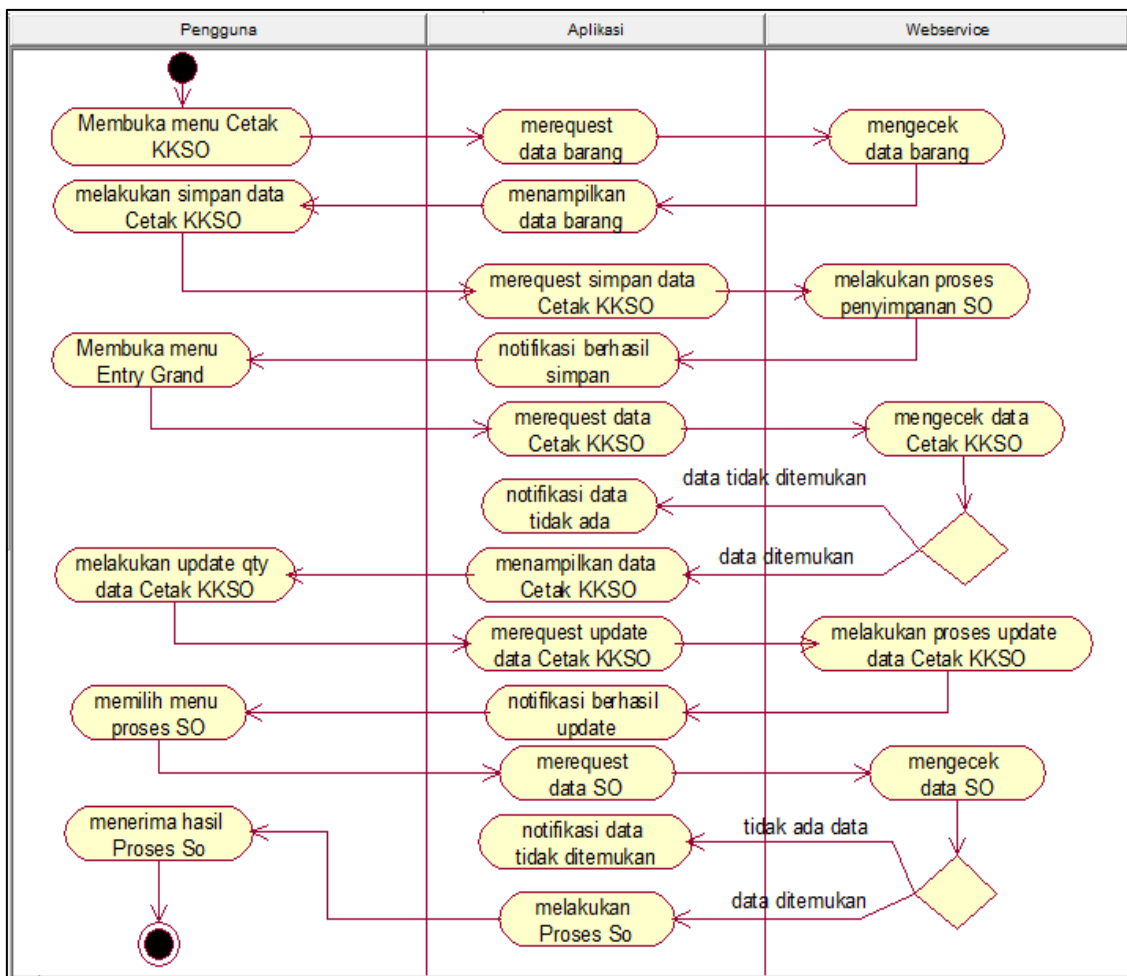 Pengguna
Aplikasi
Webservice
Membuka menu Cetak
KKSO
merequest
data barang
mengecek
data barang
melakukan simpan data
Cetak KKSO
menampilkan
data barang
merequest simpan data
Cetak KKSO
melakukan proses
penyimpanan SO
Membuka menu
Entry Grand
notifikasi berhasil
simpan
merequest data
Cetak KKSO
mengecek data
Cetak KKSO
data tidak ditemukan
notifikasi data
tidak ada
data ditemukan
melakukan update qty
data Cetak KKSO
menampilkan data
Cetak KKSO
merequest update
data Cetak KKSO
melakukan proses update
data Cetak KKSO
memilih menu
proses SO
notifikasi berhasil
update
merequest
data SO
mengecek
data SO
menerima hasil
Proses So
notifikasi data
tidak ditemukan
tidak ada data
data ditemukan
melakukan
Proses So